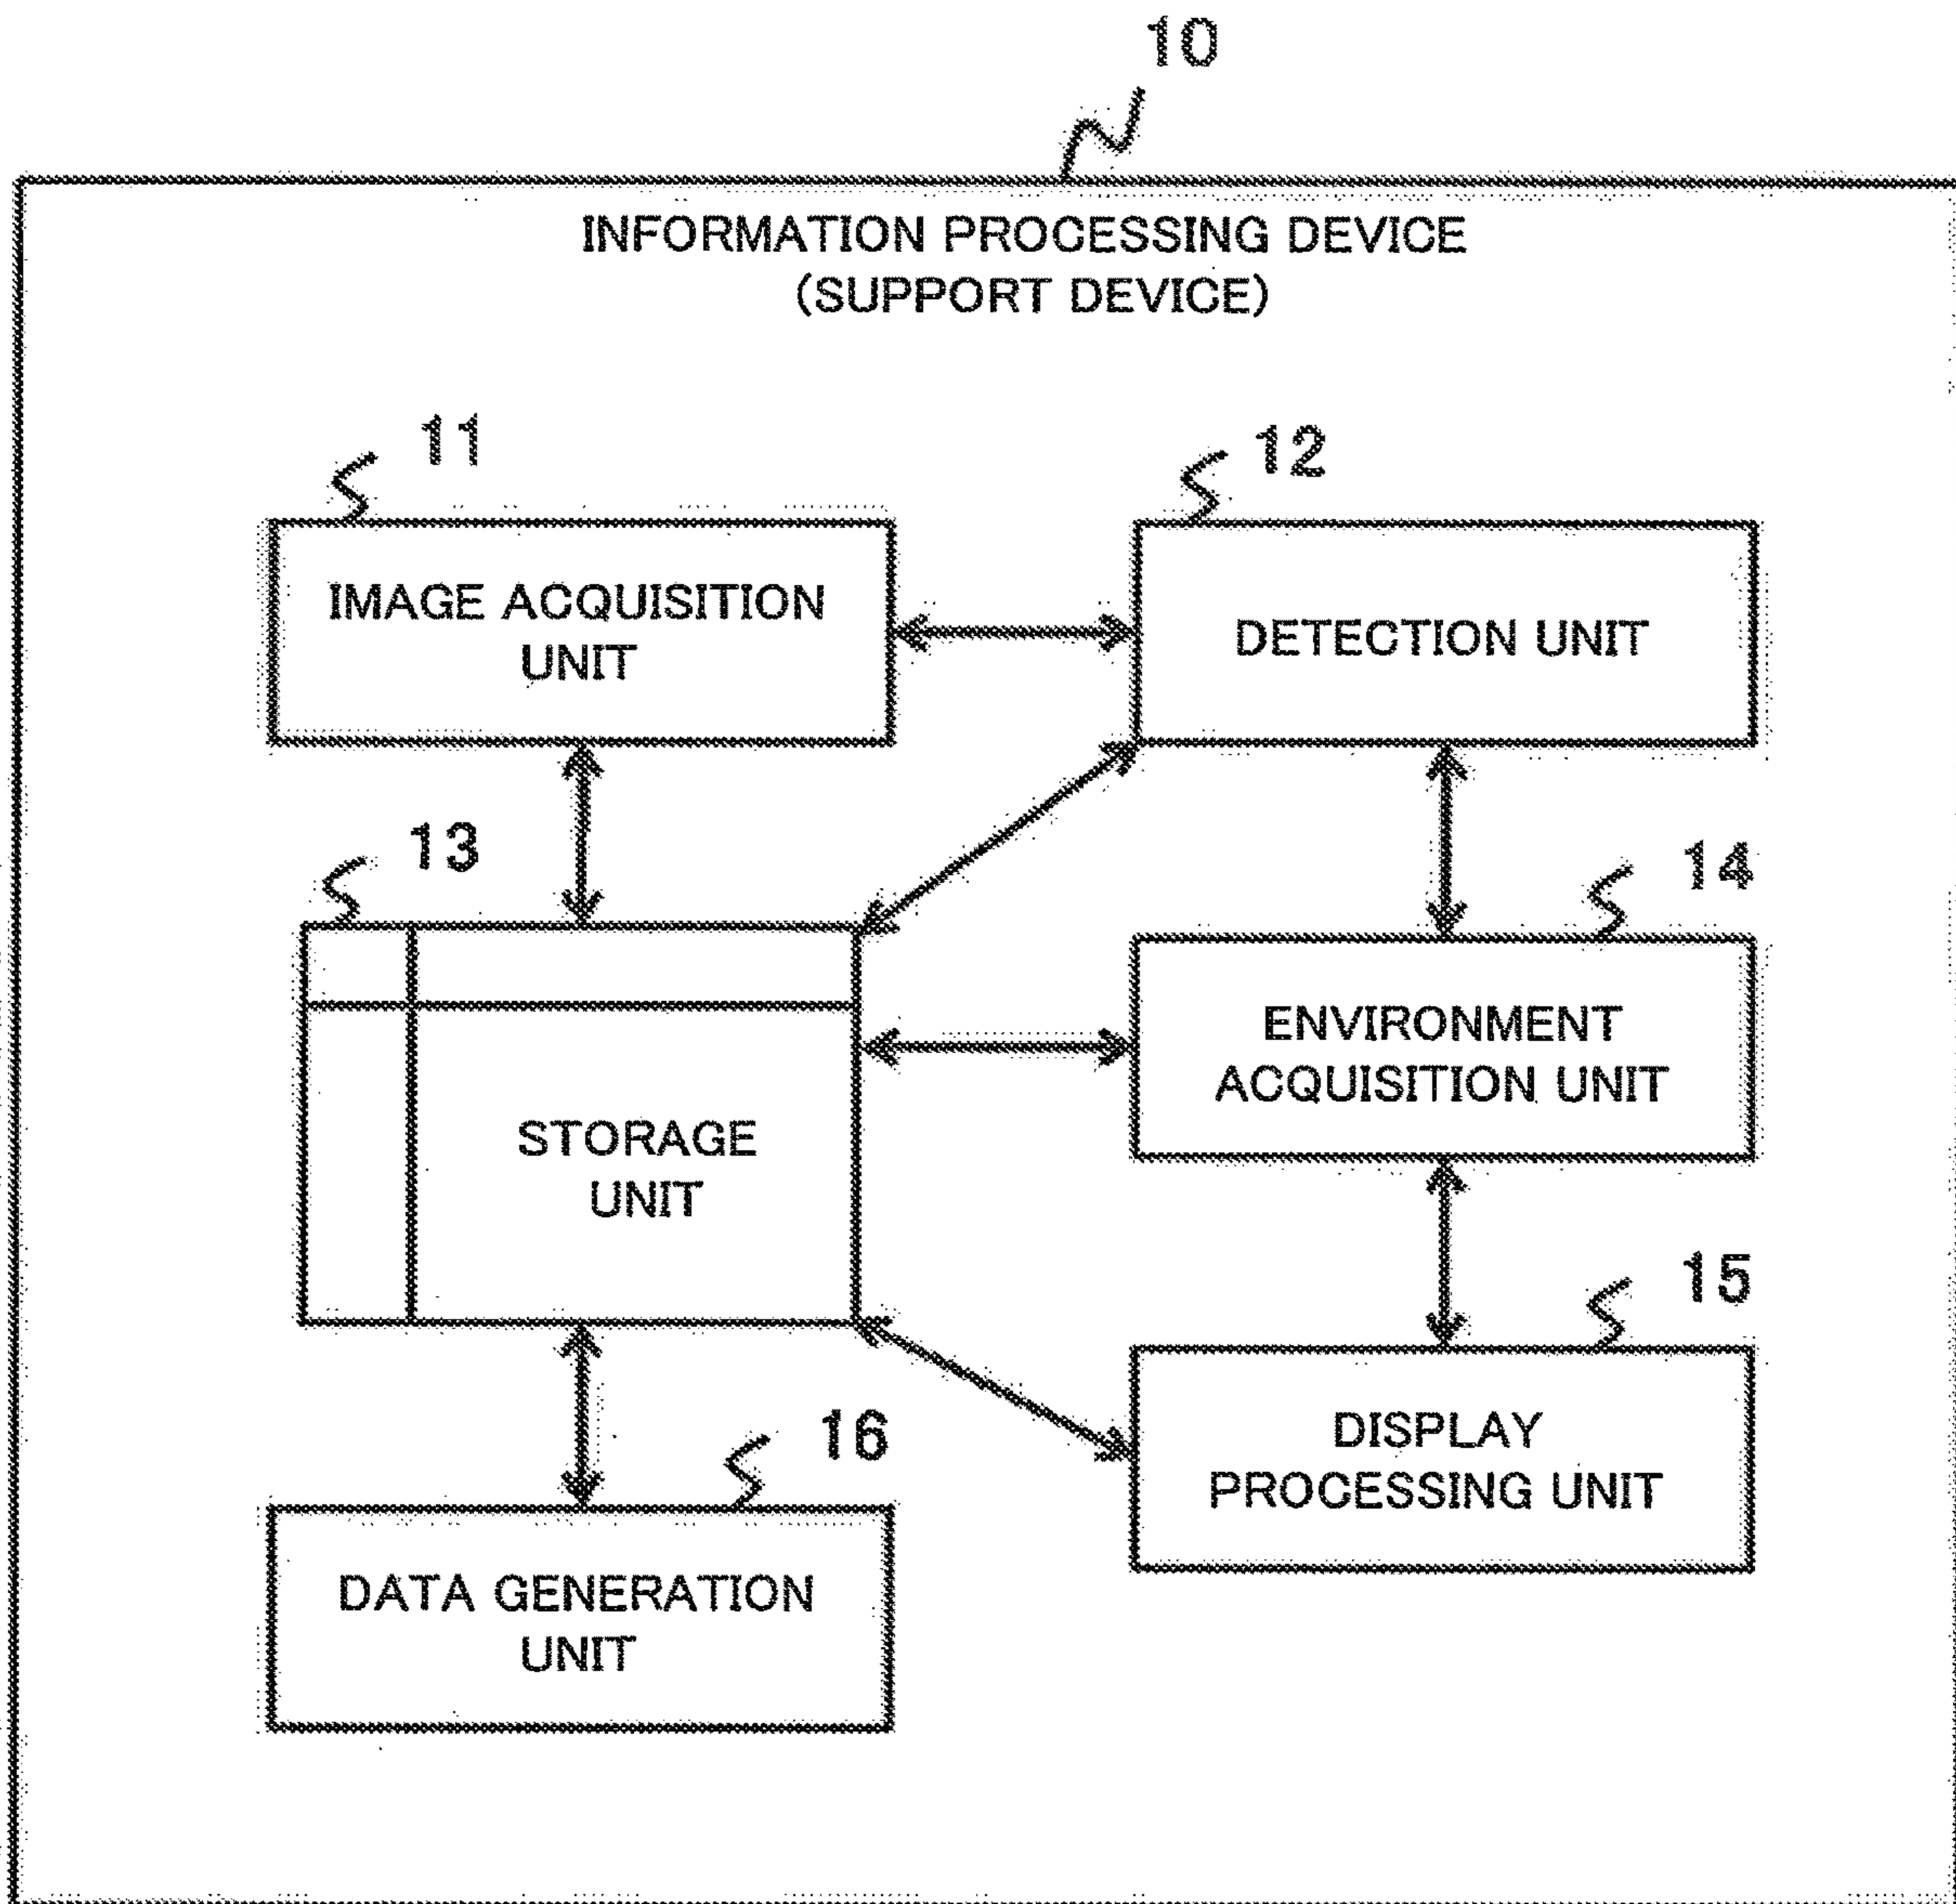 10
INFORMATION PROCESSING DEVICE
(SUPPORT DEVICE)
11
12
IMAGE ACQUISITION
UNIT
DETECTION UNIT
13
14
STORAGE
UNIT
ENVIRONMENT
ACQUISITION UNIT
15
16
DISPLAY
PROCESSING UNIT
DATA GENERATION
UNIT